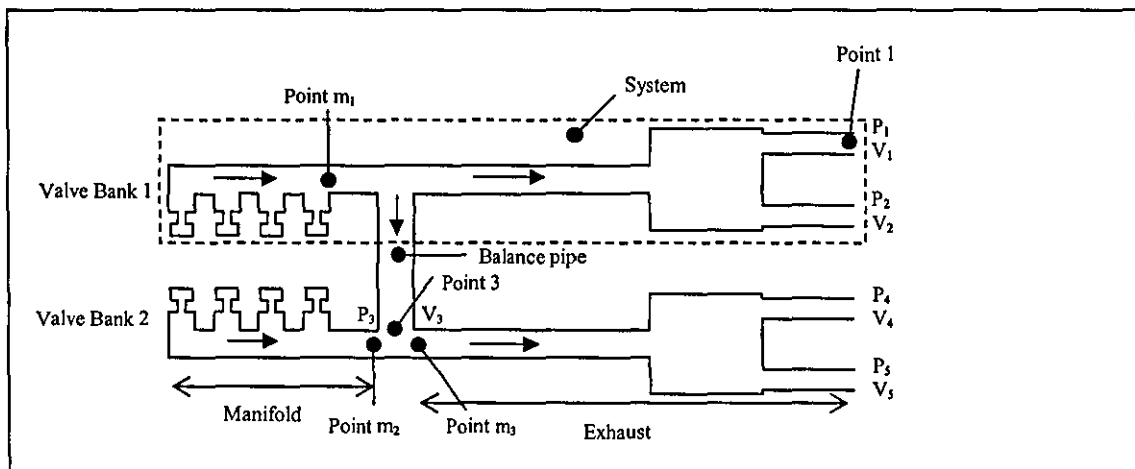 Point 1
System
Point m₁
P₁
V₁
Valve Bank 1
P₂
V₂
Balance pipe
Point 3
P₃
V₃
P₄
V₄
Valve Bank 2
P₅
V₅
Manifold
Point m₂
Point m₃
Exhaust